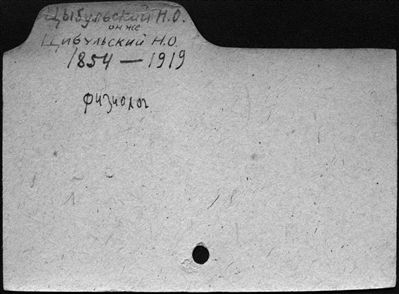 Цыбульский Н.О.
он же
Цибульский Н.О.
1854 — 1919
физиолог